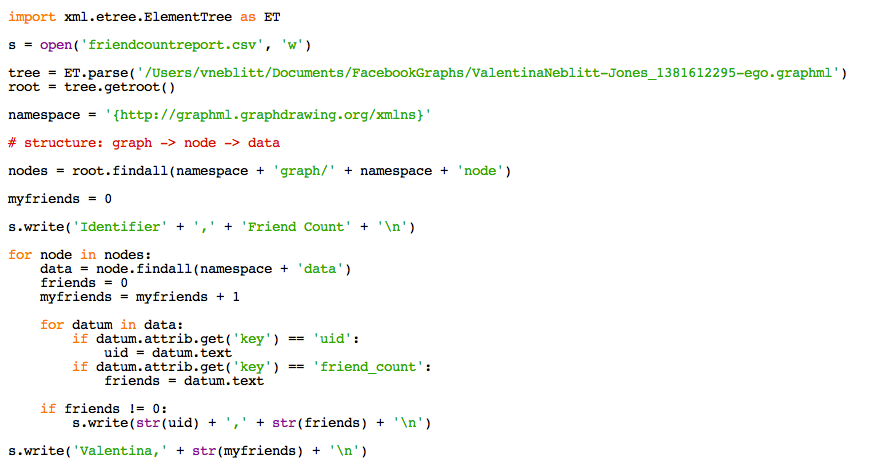 import xml.etree.ElementTree as ET
s = open('friendcountreport.csv', 'w')
tree = ET.parse('/Users/vneblitt/Documents/FacebookGraphs/ValentinaNeblitt-Jones_1381612295-ego.graphml')
root = tree.getroot()
namespace = '{http://graphml.graphdrawing.org/xmlns}'
# structure: graph -> node -> data
nodes = root.findall(namespace + 'graph/' + namespace + 'node')
myfriends = 0
s.write('Identifier' + ',' + 'Friend Count' + '\n')
for node in nodes:
    data = node.findall(namespace + 'data')
    friends = 0
    myfriends = myfriends + 1
    for datum in data:
        if datum.attrib.get('key') == 'uid':
            uid = datum.text
        if datum.attrib.get('key') == 'friend_count':
            friends = datum.text
    if friends != 0:
        s.write(str(uid) + ',' + str(friends) + '\n')
s.write('Valentina,' + str(myfriends) + '\n')